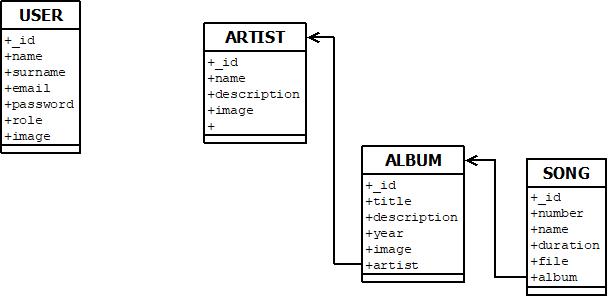 USER
+_id
+name
+surname
+email
+password
+role
+image
ARTIST
+_id
+name
+description
+image
+
ALBUM
+_id
+title
+description
+year
+image
+artist
SONG
+_id
+number
+name
+duration
+file
+album